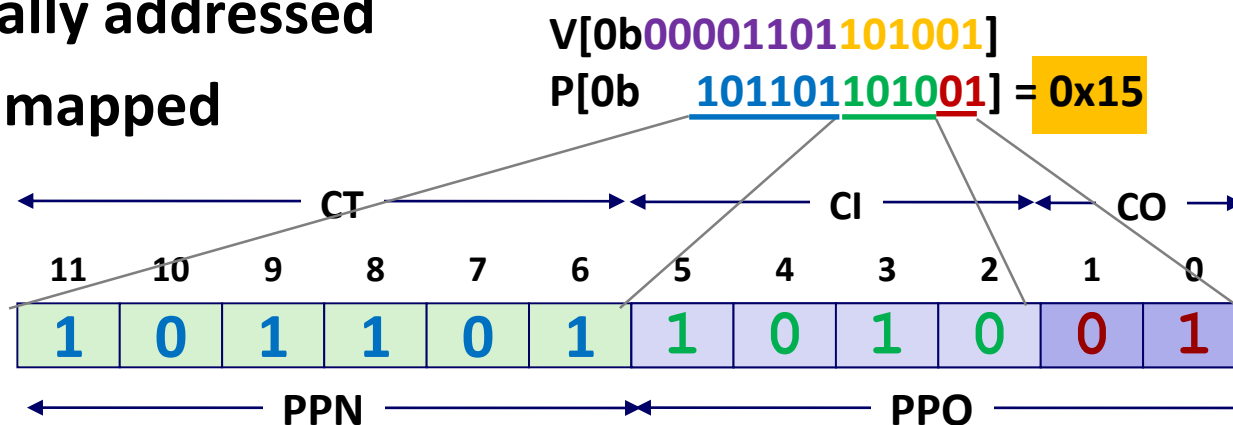 ally addressed
mapped
V[0b00001101101001]
P[0b 101101101001] = 0x15
CT CI CO
11 10 9 8 7 6 5 4 3 2 1 0
1 0 1 1 0 1 1 0 1 0 0 1
PPN PPO